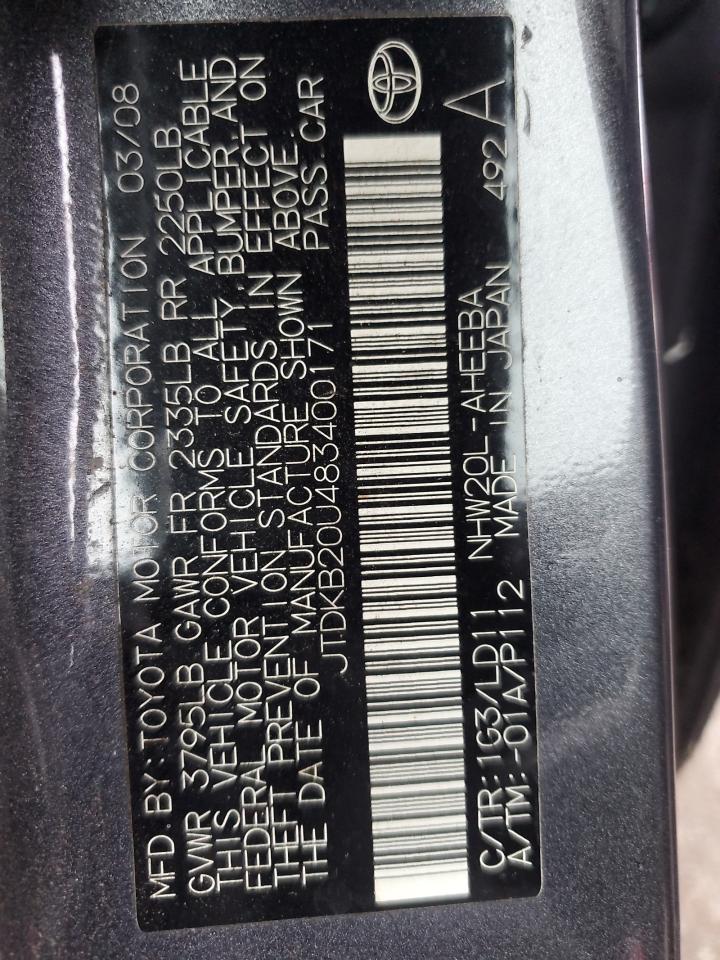 MFD. BY: TOYOTA MOTOR CORPORATION 03/08
GVWR 3795LB GAWR FR 2335LB RR 2250LB
THIS VEHICLE CONFORMS TO ALL APPLICABLE
FEDERAL MOTOR VEHICLE SAFETY, BUMPER, AND
THEFT PREVENTION STANDARDS IN EFFECT ON
THE DATE OF MANUFACTURE SHOWN ABOVE.
JTDKB20U483400171 PASS. CAR
C/TR: 1G3/LD11 NHW20L-AHEEBA 492 A
A/TM: -01A/P112 MADE IN JAPAN